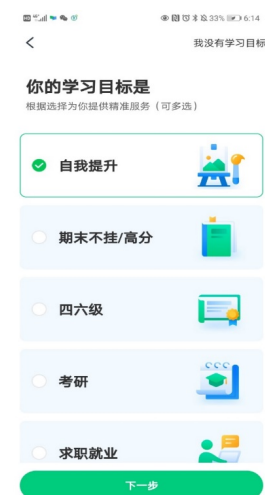 33% 6:14
我没有学习目标
你的学习目标是
根据选择为你提供精准服务（可多选）
自我提升
期末不挂/高分
四六级
考研
求职就业
下一步